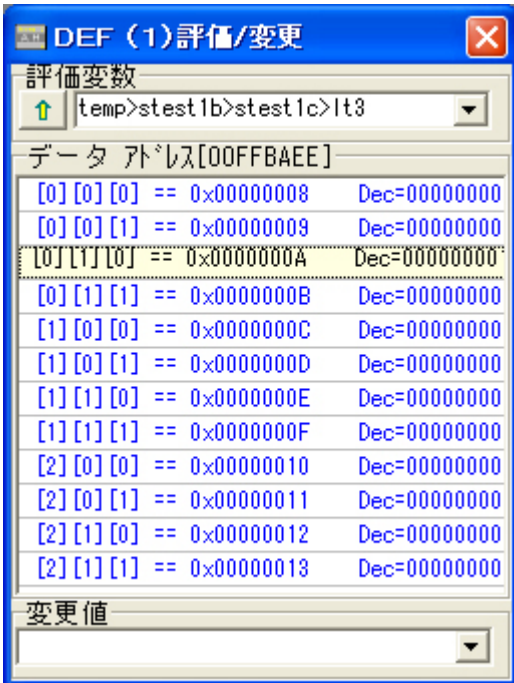 DEF (1)評価/変更
評価変数
temp>stest1b>stest1c>lt3
データ ｱﾄﾞﾚｽ[00FFBAEE]
[0][0][0] == 0x00000008 Dec=00000000
[0][0][1] == 0x00000009 Dec=00000000
[0][1][0] == 0x0000000A Dec=00000000
[0][1][1] == 0x0000000B Dec=00000000
[1][0][0] == 0x0000000C Dec=00000000
[1][0][1] == 0x0000000D Dec=00000000
[1][1][0] == 0x0000000E Dec=00000000
[1][1][1] == 0x0000000F Dec=00000000
[2][0][0] == 0x00000010 Dec=00000000
[2][0][1] == 0x00000011 Dec=00000000
[2][1][0] == 0x00000012 Dec=00000000
[2][1][1] == 0x00000013 Dec=00000000
変更値